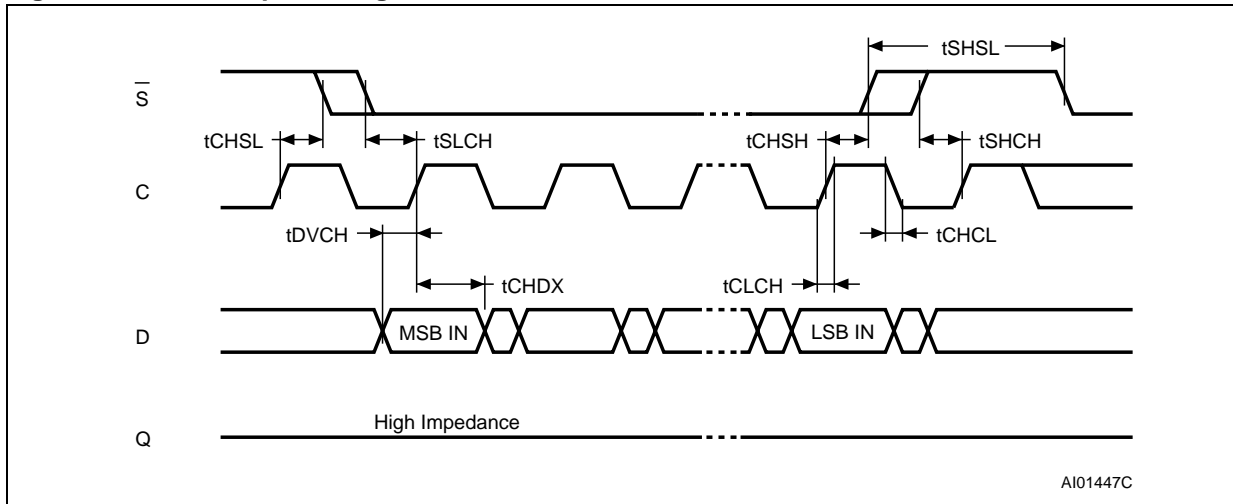 tSHSL
S
tCHSL
tSLCH
tCHSH
tSHCH
C
tDVCH
tCHCL
tCHDX
tCLCH
D
MSB IN
LSB IN
High Impedance
Q
AI01447C